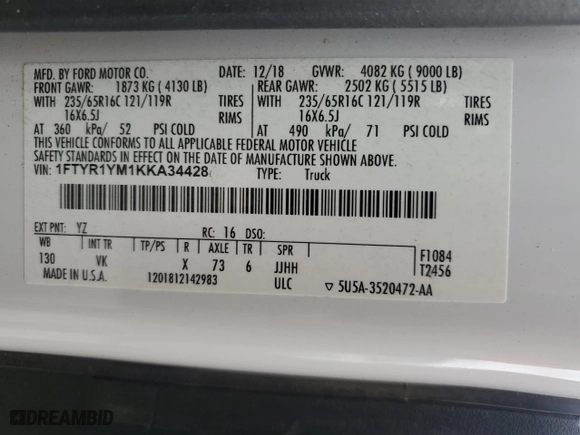 MFD. BY FORD MOTOR CO.
DATE: 12/18 GVWR: 4082 KG ( 9000 LB)
FRONT GAWR: 1873 KG ( 4130 LB) REAR GAWR: 2502 KG ( 5515 LB)
WITH 235/65R16C 121/119R TIRES WITH 235/65R16C 121/119R TIRES
16X6.5J RIMS 16X6.5J RIMS
AT 360 kPa/ 52 PSI COLD AT 490 kPa/ 71 PSI COLD
THIS VEHICLE CONFORMS TO ALL APPLICABLE FEDERAL MOTOR VEHICLE
SAFETY STANDARDS IN EFFECT ON THE DATE OF MANUFACTURE SHOWN ABOVE.
VIN: 1FTYR1YM1KKA34428 TYPE: Truck
EXT PNT: YZ RC: 16 DSO:
WB INT TR TP/PS R AXLE TR SPR
130 VK X 73 6 JJHH
F1084
T2456
MADE IN U.S.A. 1201812142983 ULC 5U5A-3520472-AA
DREAMBID